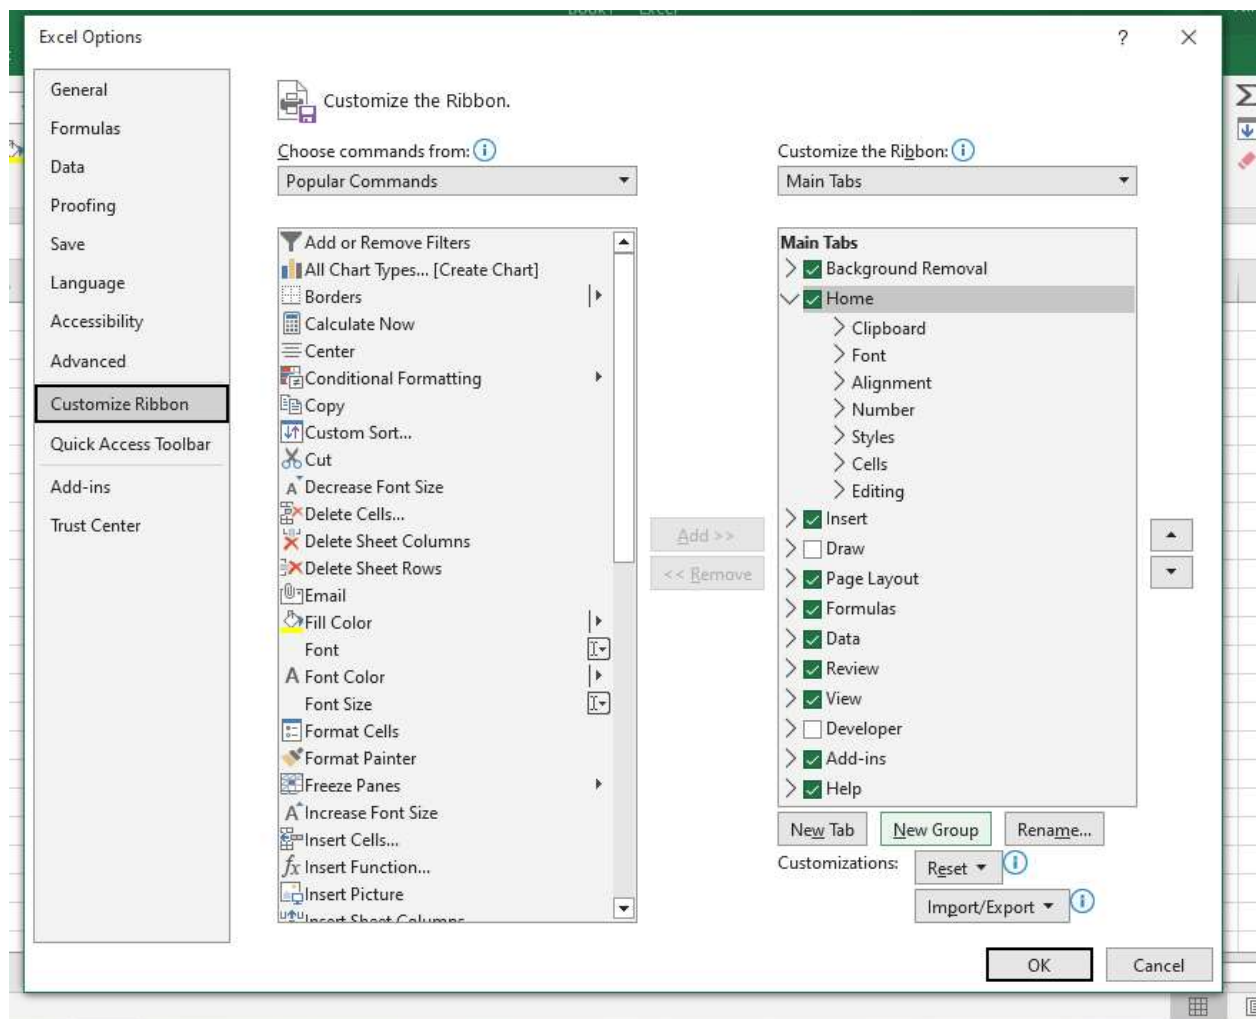 Excel Options
?
General
Formulas
Data
Proofing
Save
Language
Accessibility
Advanced
Customize Ribbon
Quick Access Toolbar
Add-ins
Trust Center
Customize the Ribbon.
Choose commands from:
Popular Commands
Add or Remove Filters
All Chart Types... [Create Chart]
Borders
Calculate Now
Center
Conditional Formatting
Copy
Custom Sort...
Cut
Decrease Font Size
Delete Cells...
Delete Sheet Columns
Delete Sheet Rows
Email
Fill Color
Font
Font Color
Font Size
Format Cells
Format Painter
Freeze Panes
Increase Font Size
Insert Cells...
Insert Function...
Insert Picture
Insert Sheet Columns
Add >>
<< Remove
Customize the Ribbon:
Main Tabs
Main Tabs
Background Removal
Home
Clipboard
Font
Alignment
Number
Styles
Cells
Editing
Insert
Draw
Page Layout
Formulas
Data
Review
View
Developer
Add-ins
Help
New Tab
New Group
Rename...
Customizations:
Reset
Import/Export
OK
Cancel